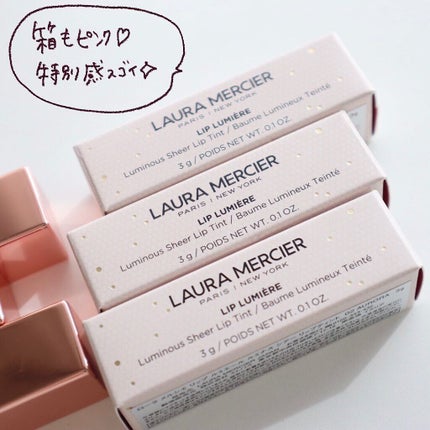 箱もピンク♡
特別感スゴイ☆
LAURA MERCIER
PARIS | NEW YORK
LIP LUMIÈRE
Luminous Sheer Lip Tint / Baume Lumineux Teinté
3 g / POIDS NET WT. 0.1 OZ.
LAURA MERCIER
PARIS | NEW YORK
LIP LUMIÈRE
Luminous Sheer Lip Tint / Baume Lumineux Teinté
3 g / POIDS NET WT. 0.1 OZ.
LAURA MERCIER
PARIS | NEW YORK
LIP LUMIÈRE
Luminous Sheer Lip Tint / Baume Lumineux Teinté
3 g / POIDS NET WT. 0.1 OZ.